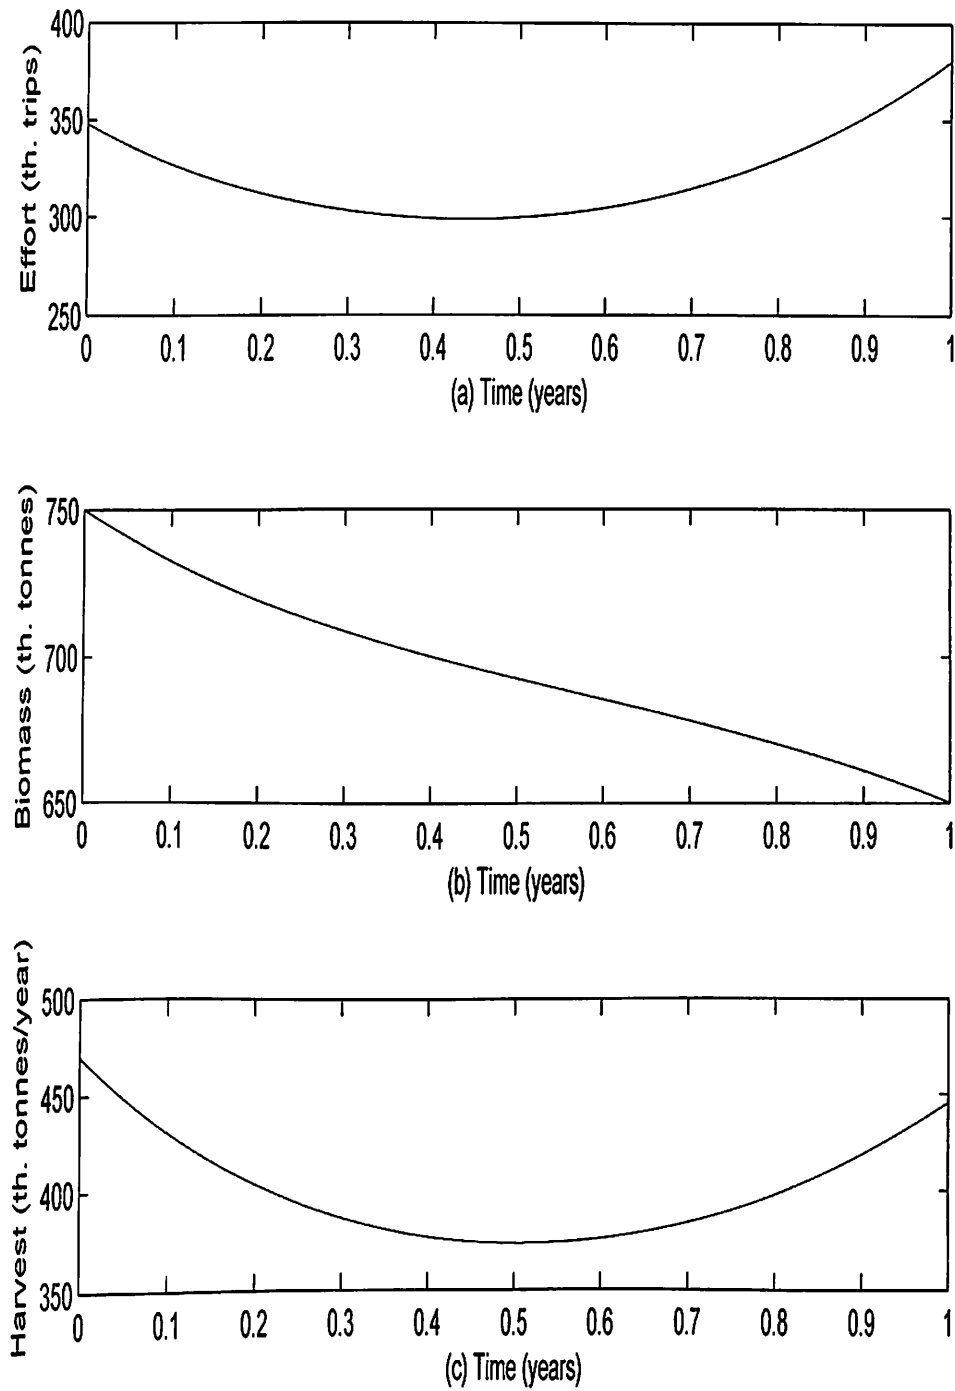 Effort (th. trips)
400
350
300
250
0 0.1 0.2 0.3 0.4 0.5 0.6 0.7 0.8 0.9 1
(a) Time (years)
Biomass (th. tonnes)
750
700
650
0 0.1 0.2 0.3 0.4 0.5 0.6 0.7 0.8 0.9 1
(b) Time (years)
Harvest (th. tonnes/year)
500
450
400
350
0 0.1 0.2 0.3 0.4 0.5 0.6 0.7 0.8 0.9 1
(c) Time (years)